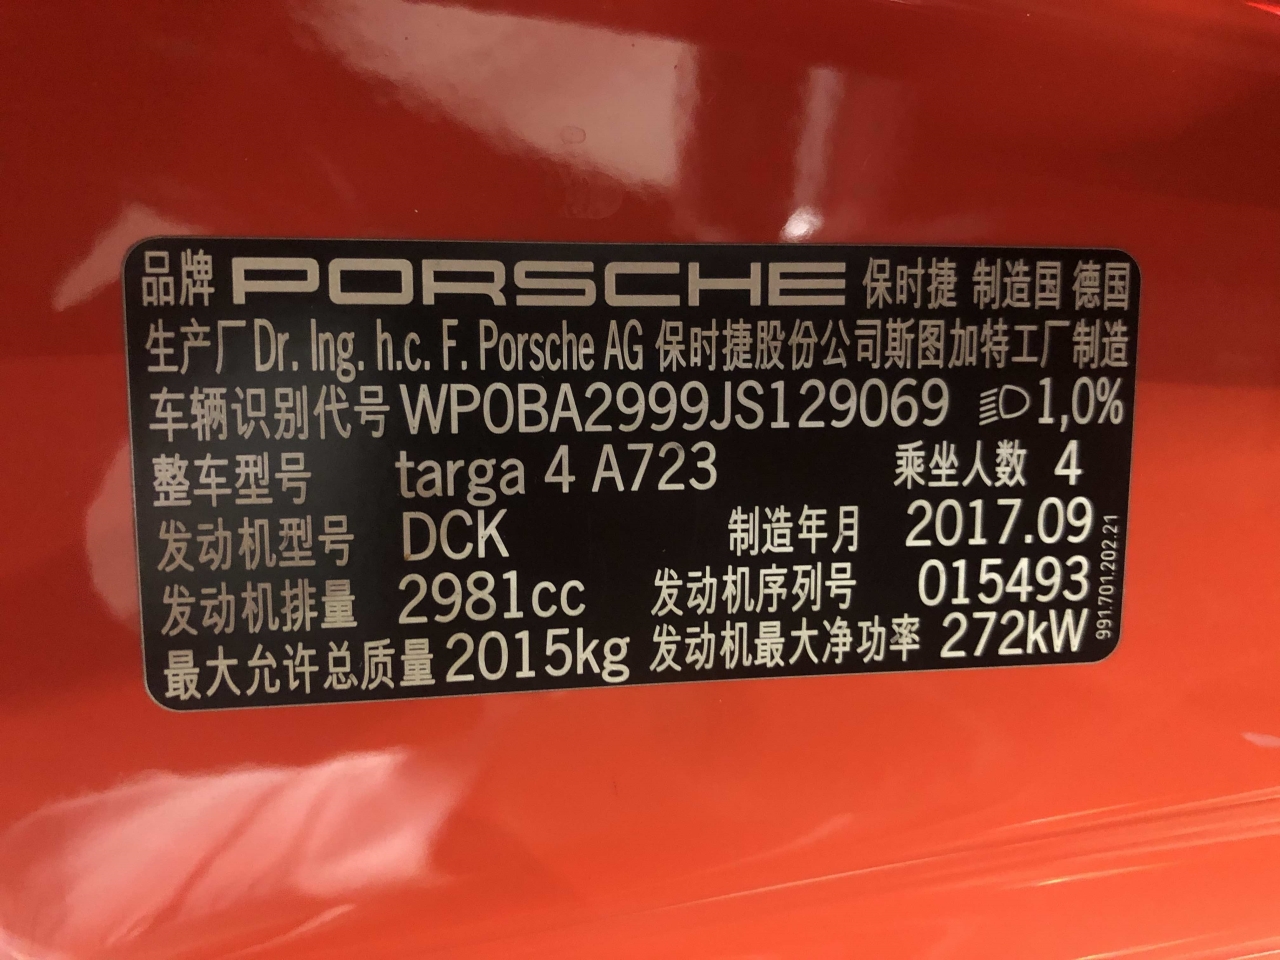 品牌 PORSCHE 保时捷 制造国 德国
生产厂 Dr. Ing. h.c. F. Porsche AG 保时捷股份公司斯图加特工厂制造
车辆识别代号 WP0BA2999JS129069 1,0%
整车型号 targa 4 A723 乘坐人数 4
发动机型号 DCK 制造年月 2017.09
发动机排量 2981cc 发动机序列号 015493
最大允许总质量 2015kg 发动机最大净功率 272kW
991.701.202.21